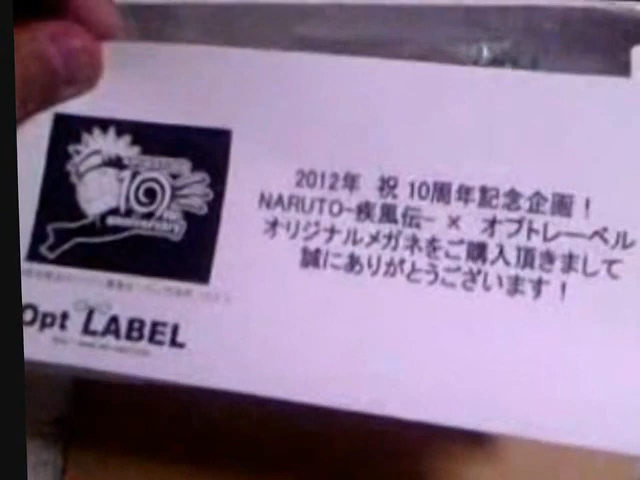 10
anniversary
Opt LABEL
2012年 祝 10周年記念企画！
NARUTO-疾風伝- × オプトレーベル
オリジナルメガネをご購入頂きまして
誠にありがとうございます！